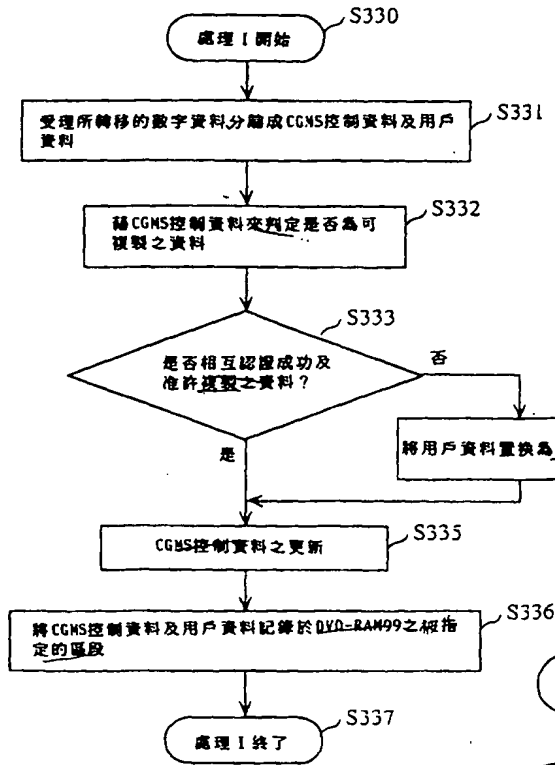 S330
處理 I 開始
S331
受理所轉移的數字資料,分離成CGMS控制資料及用戶
資料
S332
藉CGMS控制資料來判定是否為可
複製之資料
S333
是否相互認證成功及
准許複製之資料?
否
是
將用戶資料置換為
S335
CGMS控制資料之更新
S336
將CGMS控制資料及用戶資料記錄於DVD-RAM99之被指
定的區段
S337
處理 I 終了